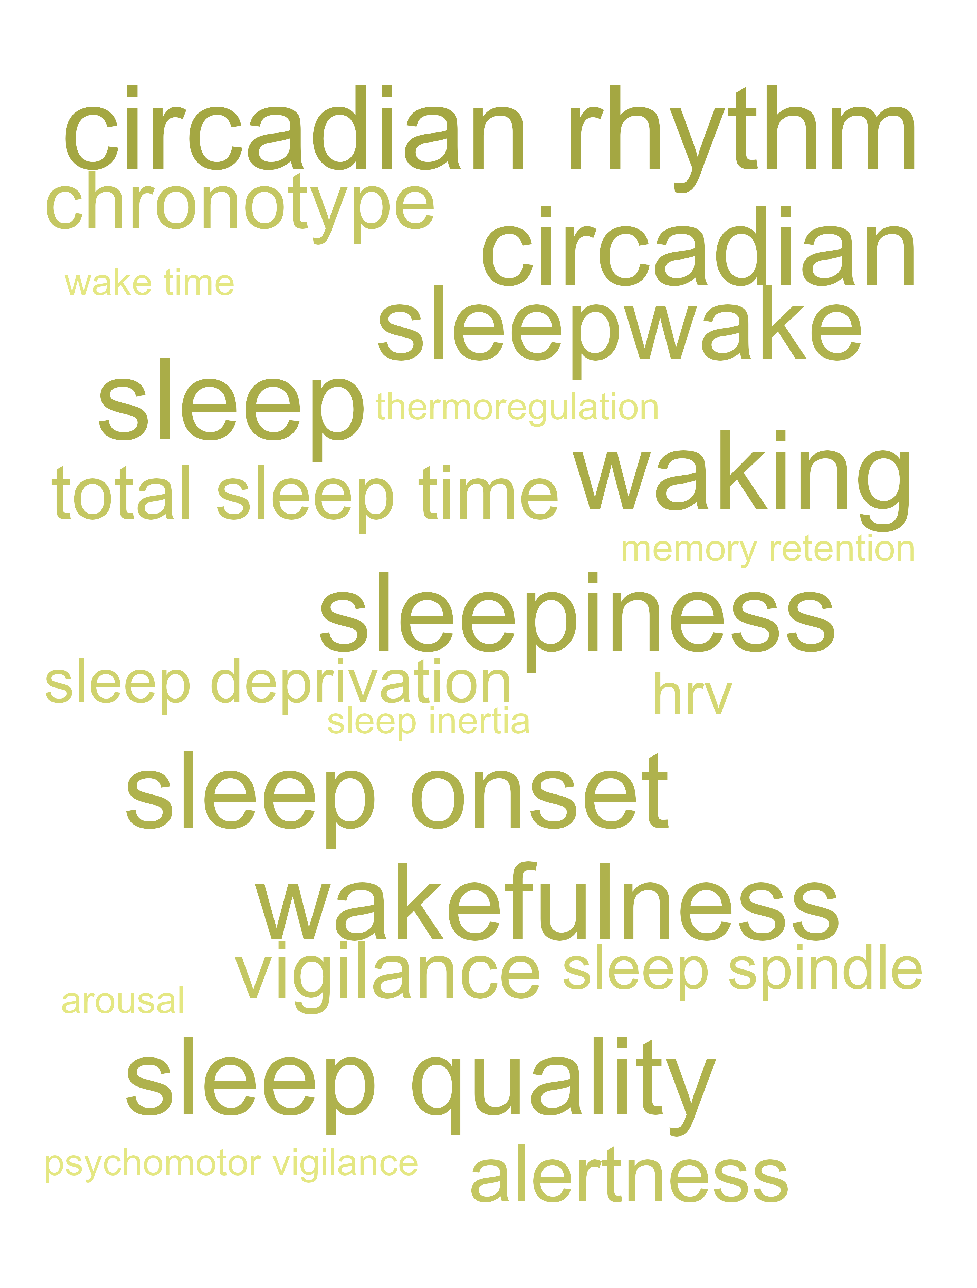 circadian rhythm
chronotype
circadian
wake time
sleepwake
sleep
thermoregulation
waking
total sleep time
memory retention
sleepiness
sleep deprivation
hrv
sleep inertia
sleep onset
wakefulness
vigilance
sleep spindle
arousal
sleep quality
psychomotor vigilance
alertness